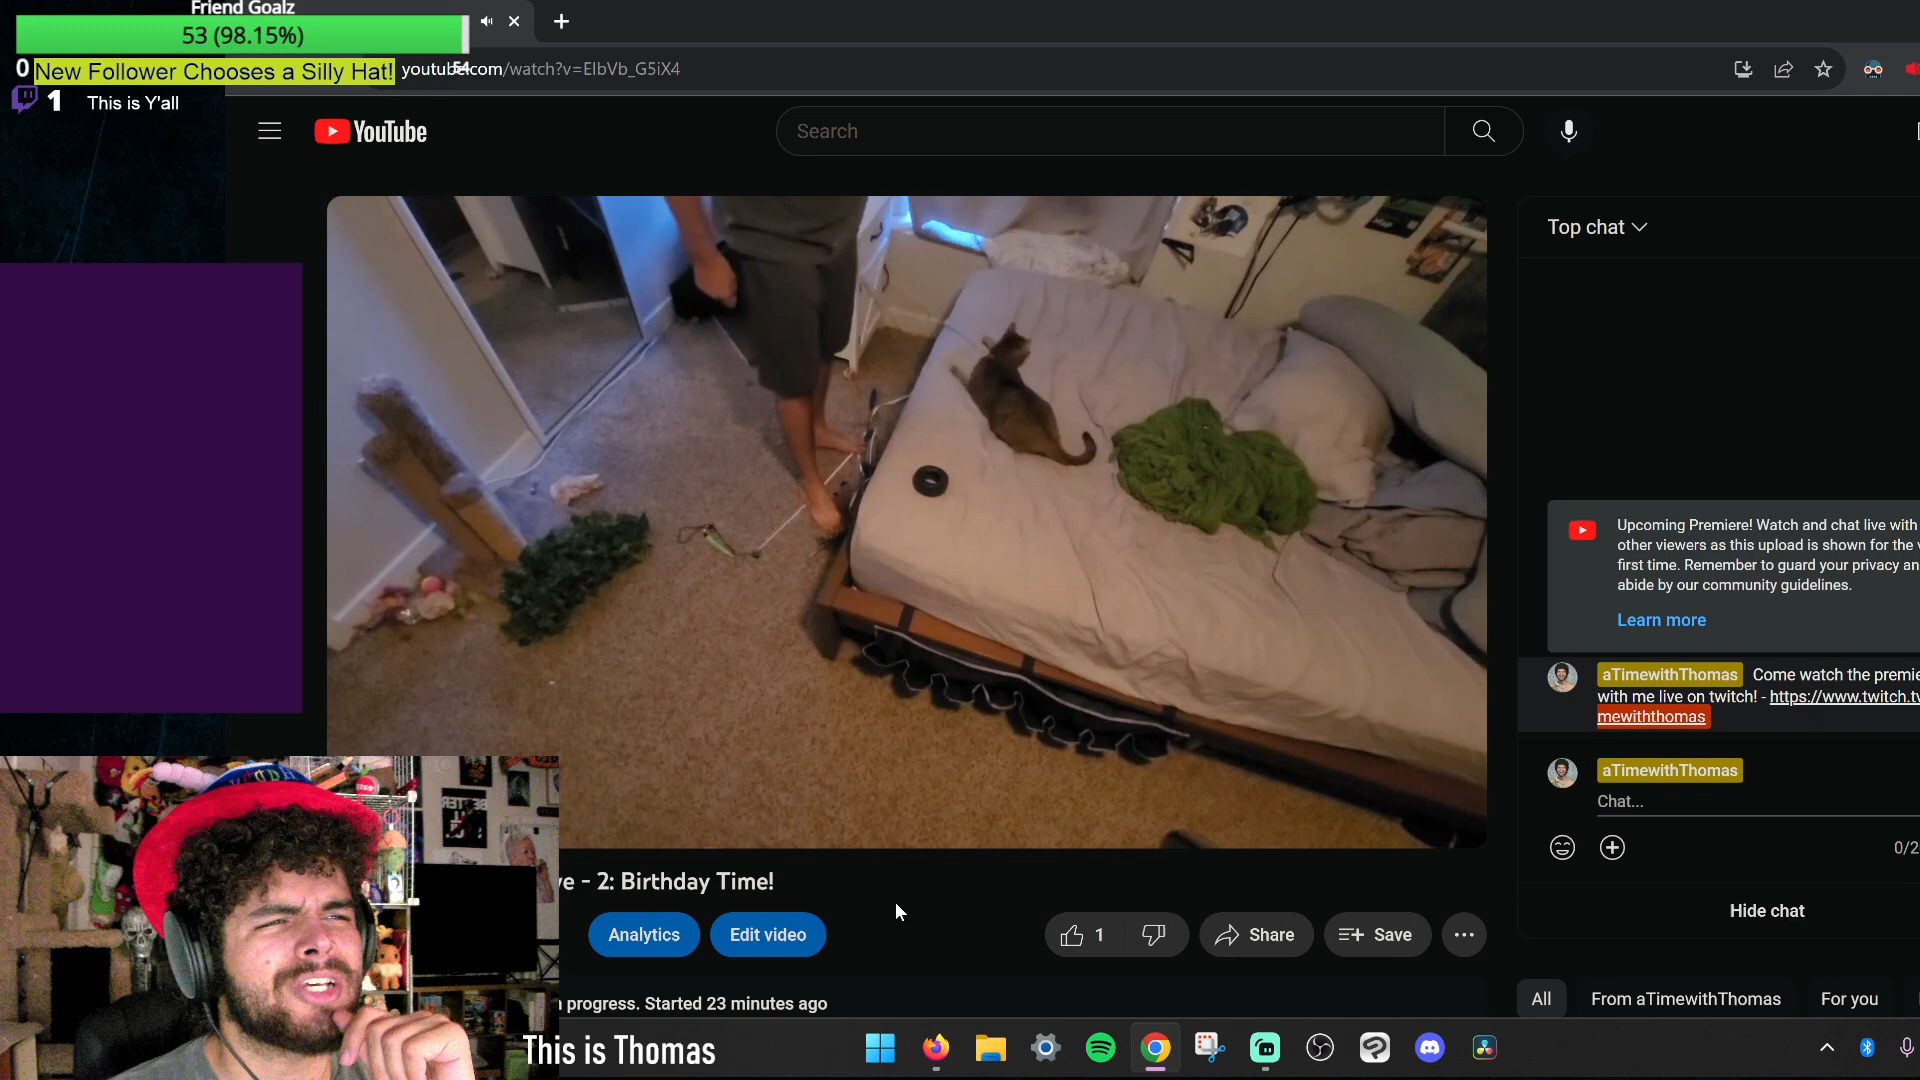 Friend Goalz
53 (98.15%)
0
54
New Follower Chooses a Silly Hat!
youtube.com/watch?v=EIbVb_G5iX4
1 This is Y'all
YouTube
Search
Top chat
Upcoming Premiere! Watch and chat live with
other viewers as this upload is shown for the
first time. Remember to guard your privacy
abide by our community guidelines.
Learn more
aTimewithThomas Come watch the
with me live on twitch! - https://www.twitch.tv
mewiththomas
aTimewithThomas
Chat...
Hide chat
- 2: Birthday Time!
Analytics
Edit video
1
Share
Save
progress. Started 23 minutes ago
All
From aTimewithThomas
For you
This is Thomas